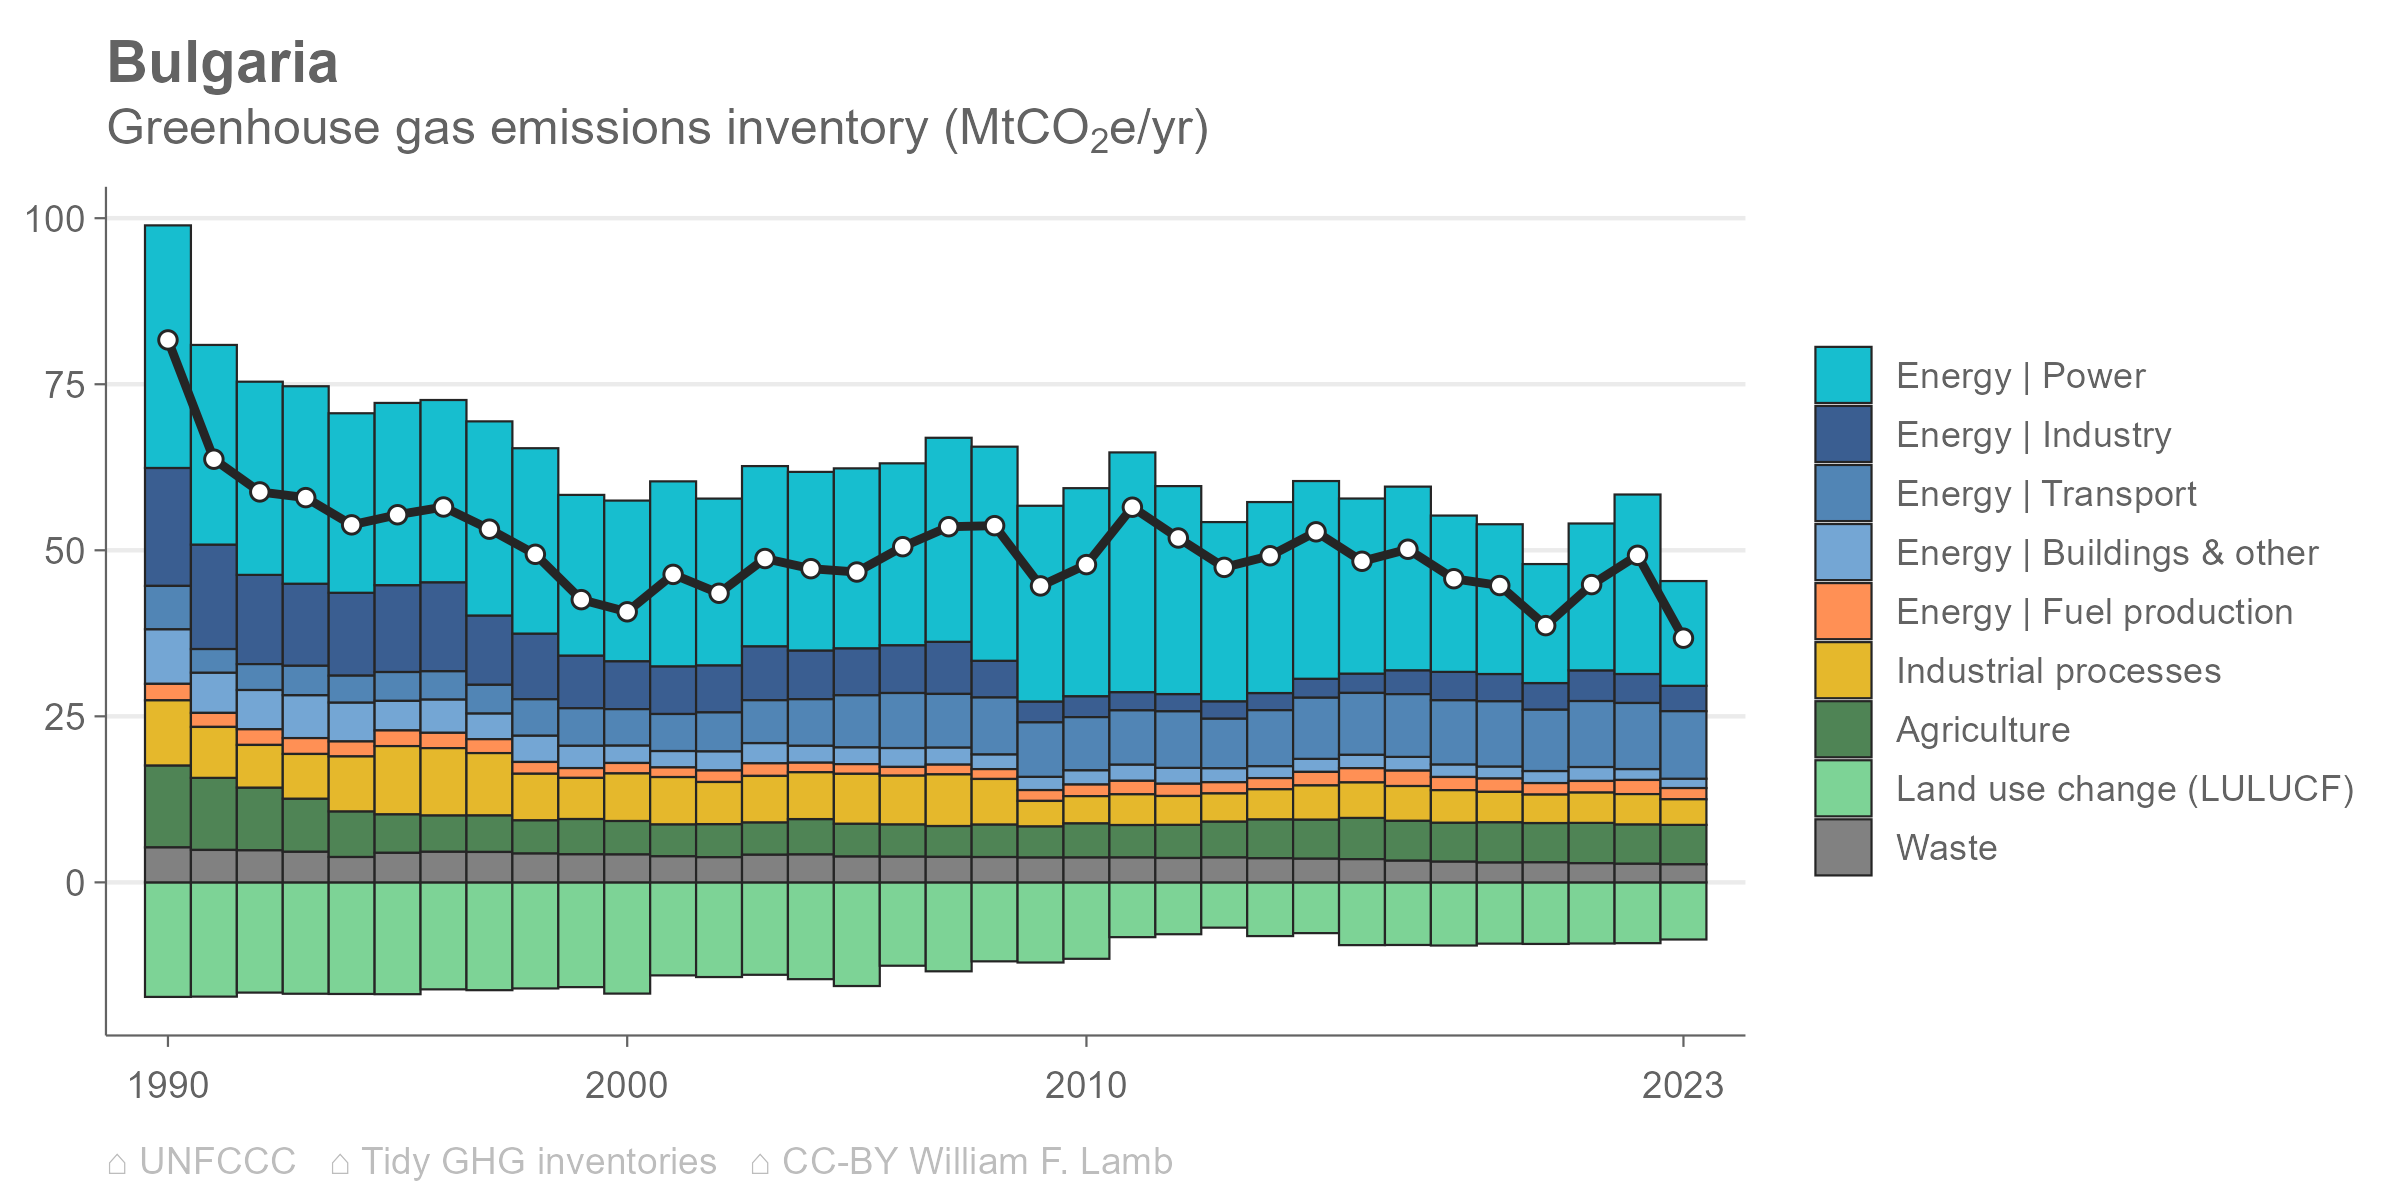 Bulgaria
Greenhouse gas emissions inventory (MtCO₂e/yr)
100
75
50
25
0
1990 2000 2010 2023
Energy | Power
Energy | Industry
Energy | Transport
Energy | Buildings & other
Energy | Fuel production
Industrial processes
Agriculture
Land use change (LULUCF)
Waste
⌂ UNFCCC ⌂ Tidy GHG inventories ⌂ CC-BY William F. Lamb